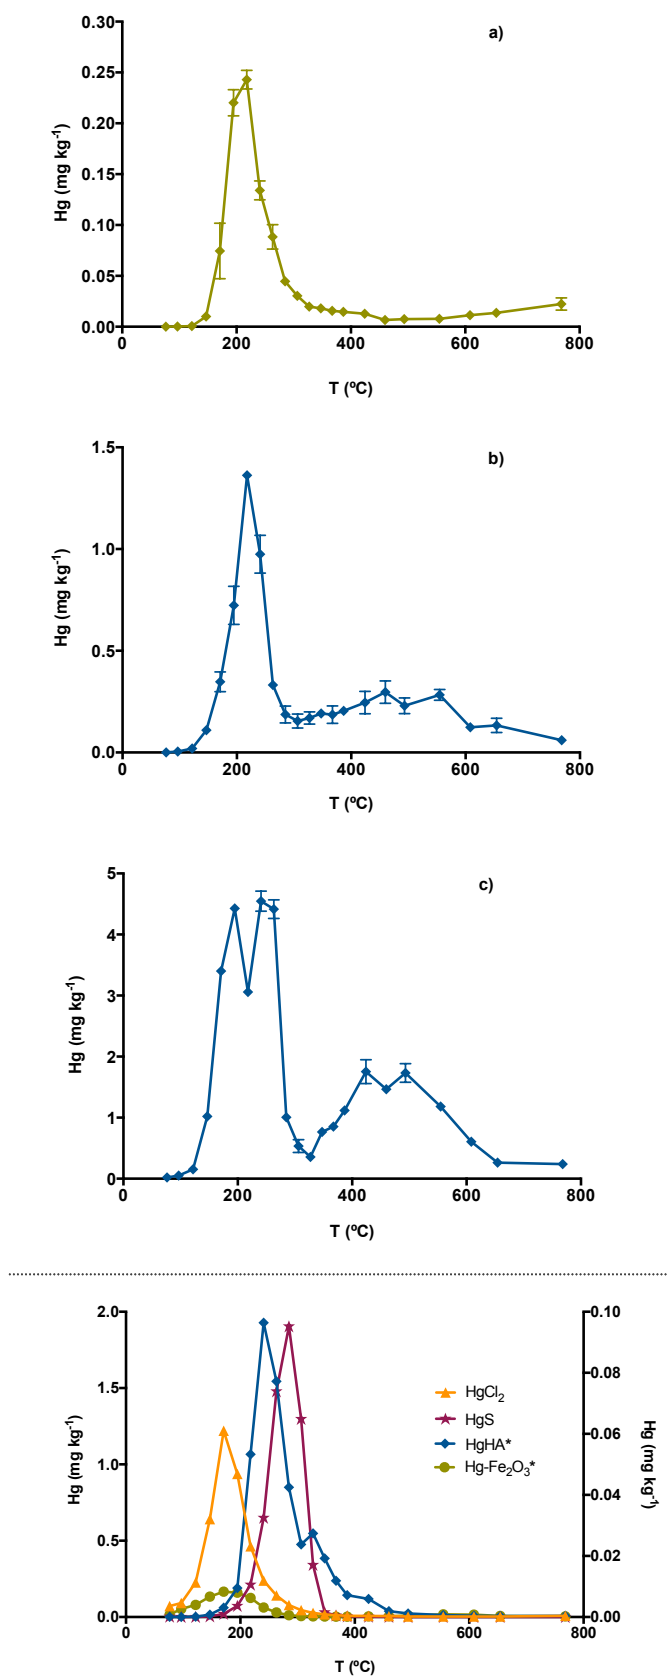 a)
0.30
0.25
0.20
0.15
0.10
0.05
0.00
Hg (mg kg-1)
0 200 400 600 800
T (ºC)
b)
1.5
1.0
0.5
0.0
Hg (mg kg-1)
0 200 400 600 800
T (ºC)
c)
5
4
3
2
1
0
Hg (mg kg-1)
0 200 400 600 800
T (ºC)
2.0
1.5
1.0
0.5
0.0
Hg (mg kg-1)
HgCl2
HgS
HgHA*
Hg-Fe2O3*
0.10
0.08
0.06
0.04
0.02
0.00
Hg (mg kg-1)
0 200 400 600 800
T (ºC)